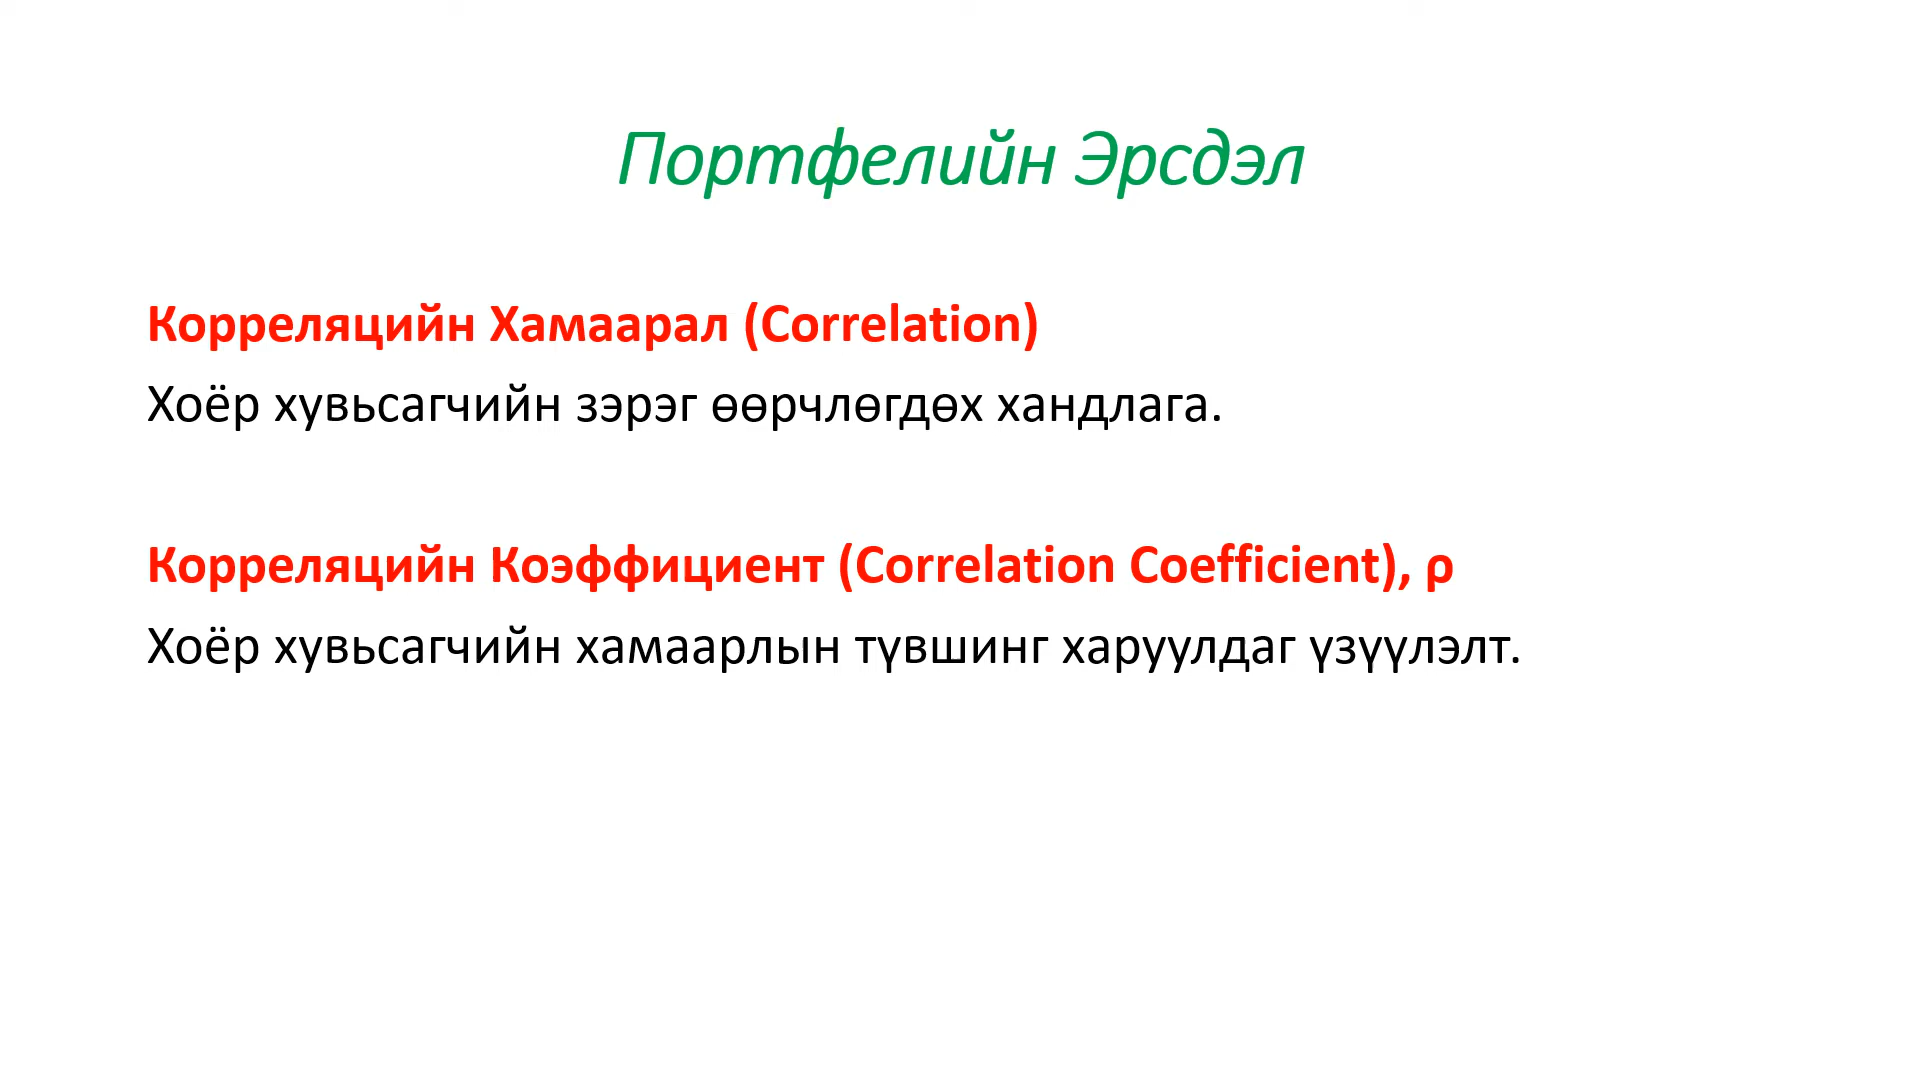 Портфелийн Эрсдэл
Корреляцийн Хамаарал (Correlation)
Хоёр хувьсагчийн зэрэг өөрчлөгдөх хандлага.
Корреляцийн Коэффициент (Correlation Coefficient), ρ
Хоёр хувьсагчийн хамаарлын түвшинг харуулдаг үзүүлэлт.